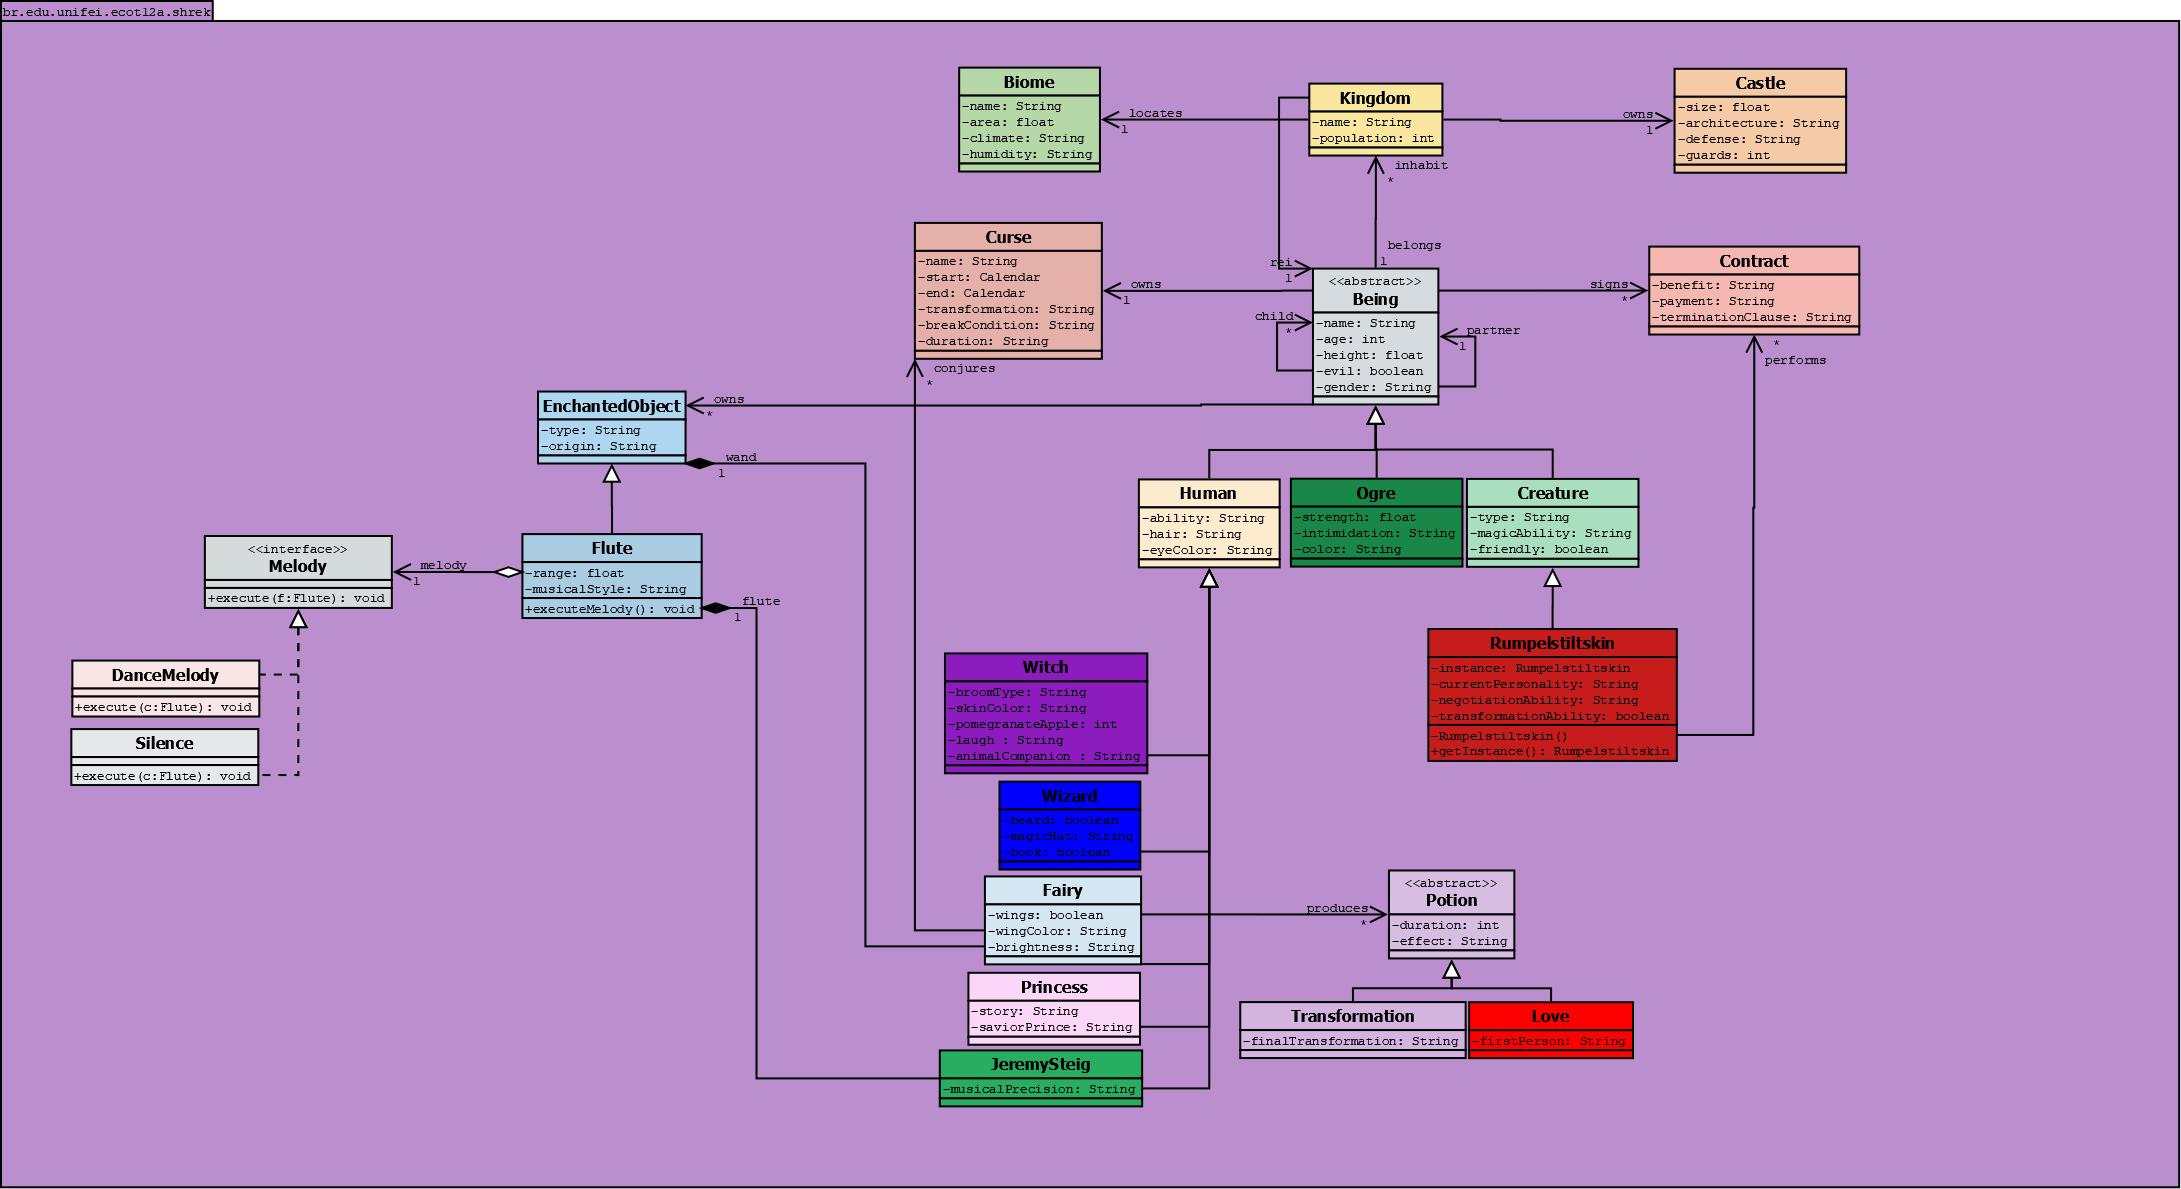 br.edu.unifei.ecot12a.shrek
Biome
-name: String
-area: float
-climate: String
-humidity: String
locates
1
Kingdom
-name: String
-population: int
owns
1
Castle
-size: float
-architecture: String
-defense: String
-guards: int
inhabit
*
belongs
1
rei
1
Curse
-name: String
-start: Calendar
-end: Calendar
-transformation: String
-breakCondition: String
-duration: String
owns
1
<<abstract>>
Being
-name: String
-age: int
-height: float
-evil: boolean
-gender: String
child
*
partner
1
signs
*
Contract
-benefit: String
-payment: String
-terminationClause: String
*
performs
conjures
*
EnchantedObject
-type: String
-origin: String
owns
*
wand
1
Human
-ability: String
-hair: String
-eyeColor: String
Ogre
-strength: float
-intimidation: String
-color: String
Creature
-type: String
-magicAbility: String
-friendly: boolean
<<interface>>
Melody
+execute(f:Flute): void
melody
1
Flute
-range: float
-musicalStyle: String
+executeMelody(): void
flute
1
DanceMelody
+execute(c:Flute): void
Silence
+execute(c:Flute): void
Rumpelstiltskin
-instance: Rumpelstiltskin
-currentPersonality: String
-negotiationAbility: String
-transformationAbility: boolean
-Rumpelstiltskin()
+getInstance(): Rumpelstiltskin
Witch
-broomType: String
-skinColor: String
-pomegranateApple: int
-laugh : String
-animalCompanion : String
Wizard
-beard: boolean
-magicHat: String
-book: boolean
Fairy
-wings: boolean
-wingColor: String
-brightness: String
produces
*
<<abstract>>
Potion
-duration: int
-effect: String
Princess
-story: String
-saviorPrince: String
Transformation
-finalTransformation: String
Love
-firstPerson: String
JeremySteig
-musicalPrecision: String